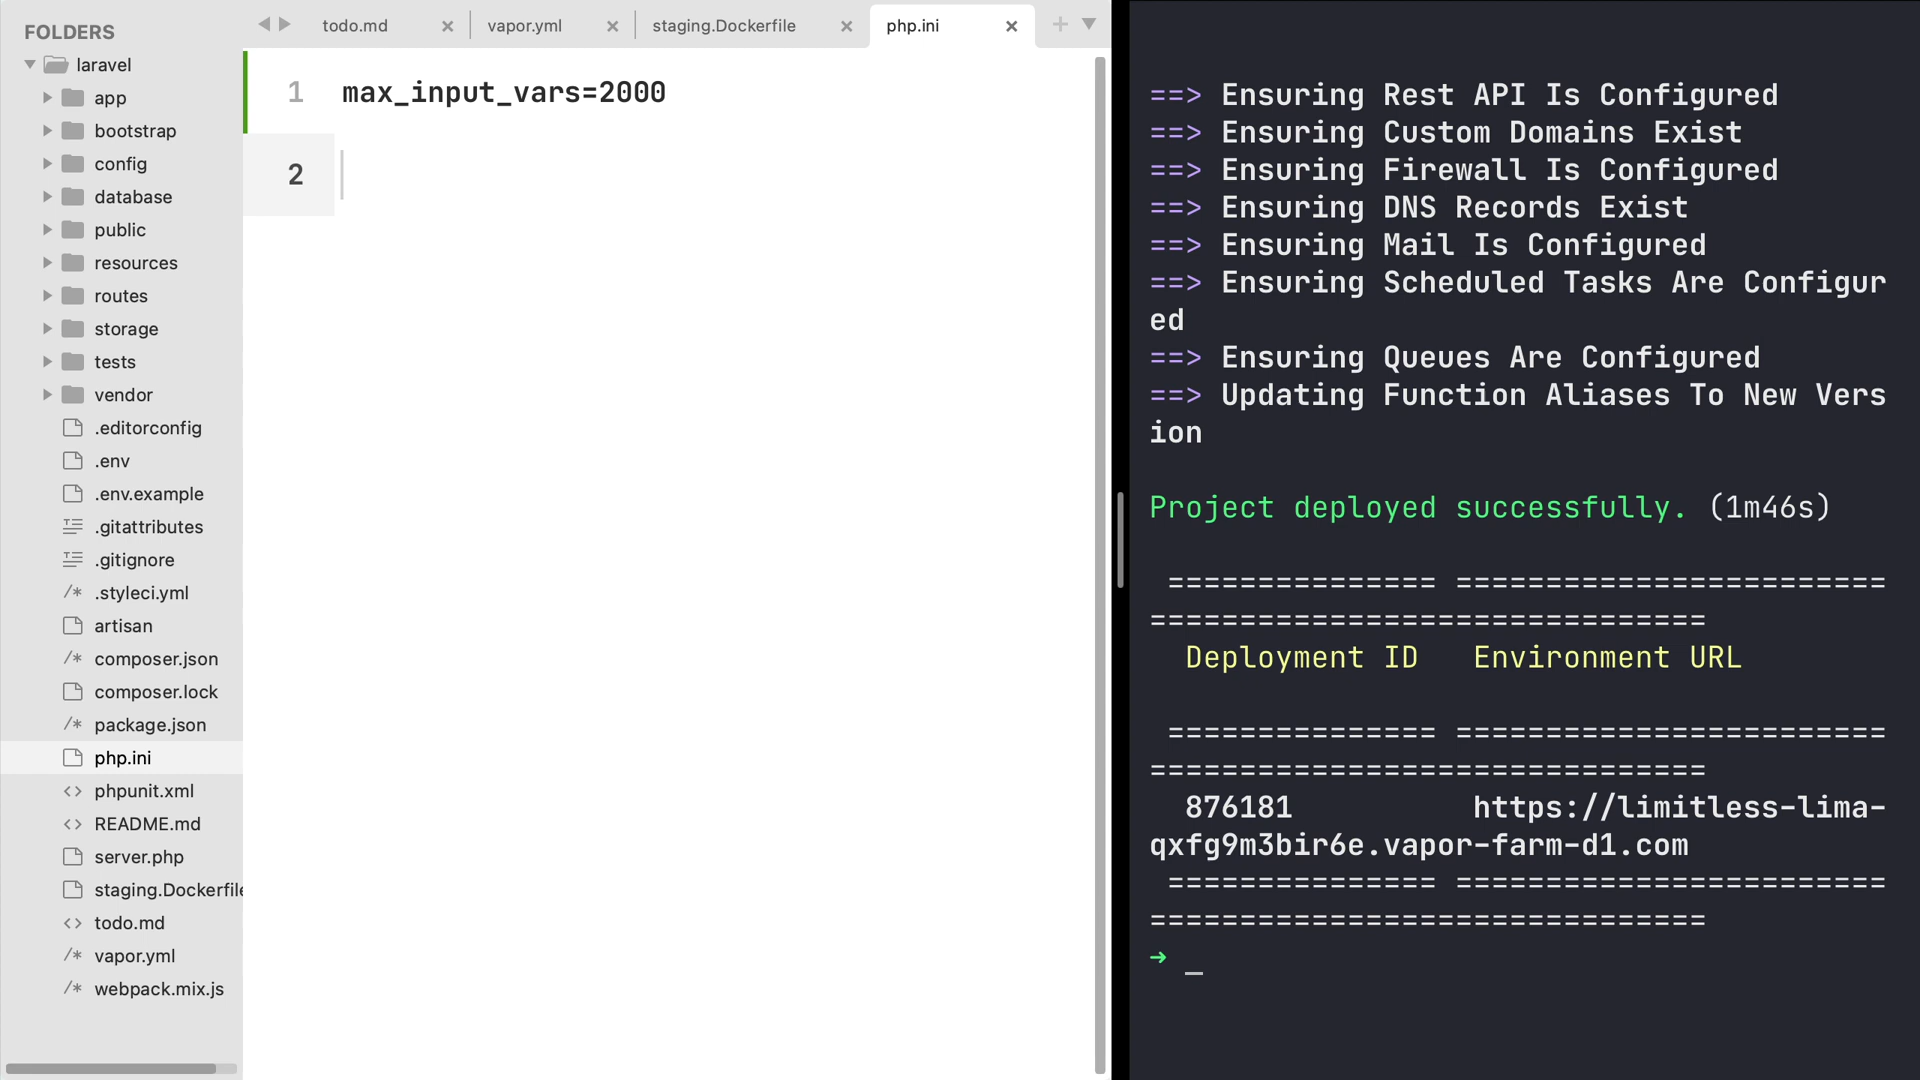 FOLDERS
laravel
app
bootstrap
config
database
public
resources
routes
storage
tests
vendor
.editorconfig
.env
.env.example
.gitattributes
.gitignore
/* .styleci.yml
artisan
/* composer.json
composer.lock
/* package.json
php.ini
<> phpunit.xml
<> README.md
server.php
staging.Dockerfile
<> todo.md
/* vapor.yml
/* webpack.mix.js
todo.md × vapor.yml × staging.Dockerfile × php.ini × +
1 max_input_vars=2000
2
==> Ensuring Rest API Is Configured
==> Ensuring Custom Domains Exist
==> Ensuring Firewall Is Configured
==> Ensuring DNS Records Exist
==> Ensuring Mail Is Configured
==> Ensuring Scheduled Tasks Are Configur
ed
==> Ensuring Queues Are Configured
==> Updating Function Aliases To New Vers
ion
Project deployed successfully. (1m46s)
=============== ========================
===============================
Deployment ID Environment URL
=============== ========================
===============================
876181 https://limitless-lima-
qxfg9m3bir6e.vapor-farm-d1.com
=============== ========================
===============================
➜ _